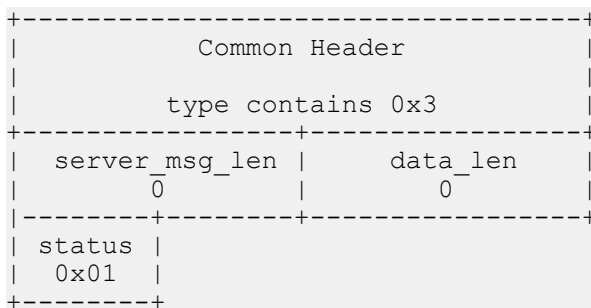 +-----------------------------------+
| Common Header |
| |
| type contains 0x3 |
+-----------------+-----------------+
| server_msg_len | data_len |
| 0 | 0 |
|--------+--------+-----------------+
| status |
| 0x01 |
+--------+